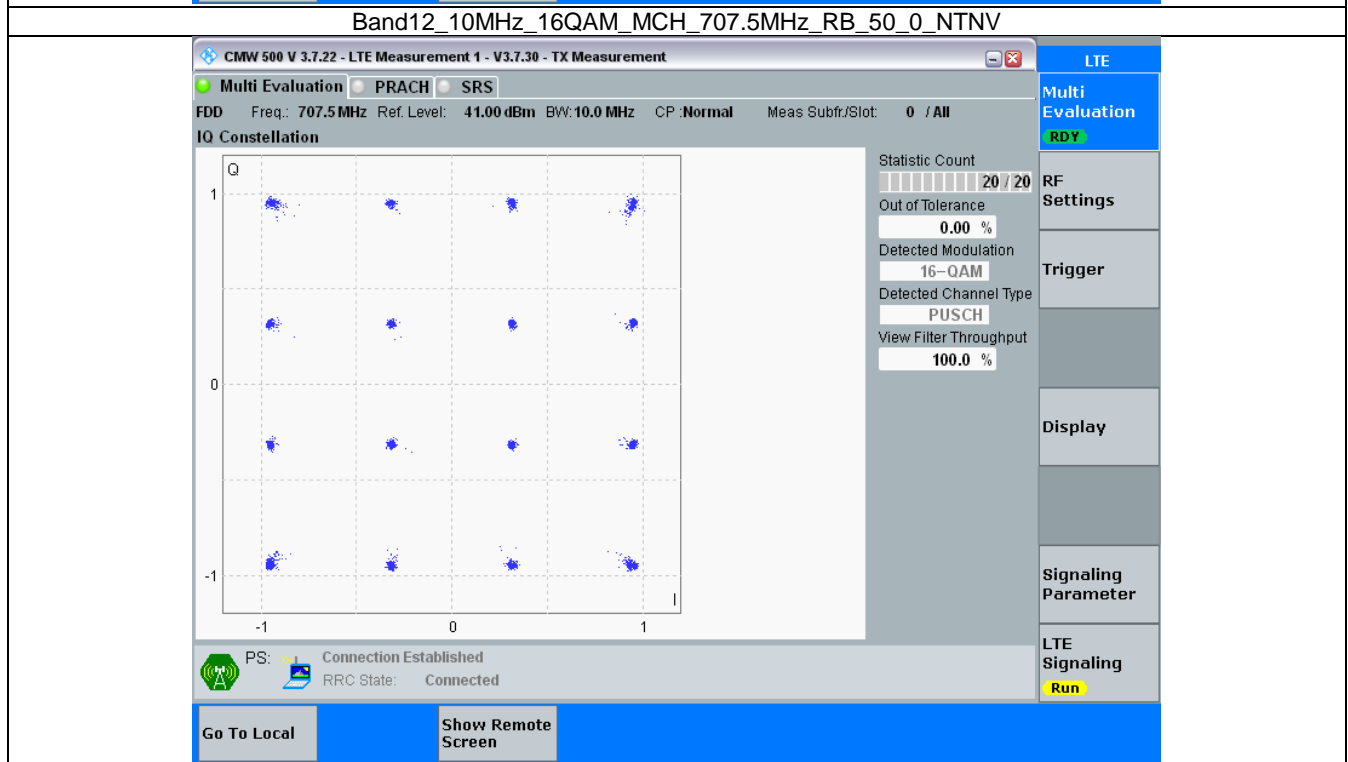 Band12_10MHz_16QAM_MCH_707.5MHz_RB_50_0_NTNV
CMW 500 V 3.7.22 - LTE Measurement 1 - V3.7.30 - TX Measurement
LTE
Multi Evaluation PRACH SRS
FDD Freq.: 707.5 MHz Ref. Level: 41.00 dBm BW: 10.0 MHz CP :Normal Meas Subfr./Slot: 0 / All
IQ Constellation
Q
1
0
-1
I
-1 0 1
Statistic Count
20 / 20
Out of Tolerance
0.00 %
Detected Modulation
16-QAM
Detected Channel Type
PUSCH
View Filter Throughput
100.0 %
Multi
Evaluation
RDY
RF
Settings
Trigger
Display
Signaling
Parameter
LTE
Signaling
Run
PS: Connection Established
RRC State: Connected
Go To Local
Show Remote
Screen